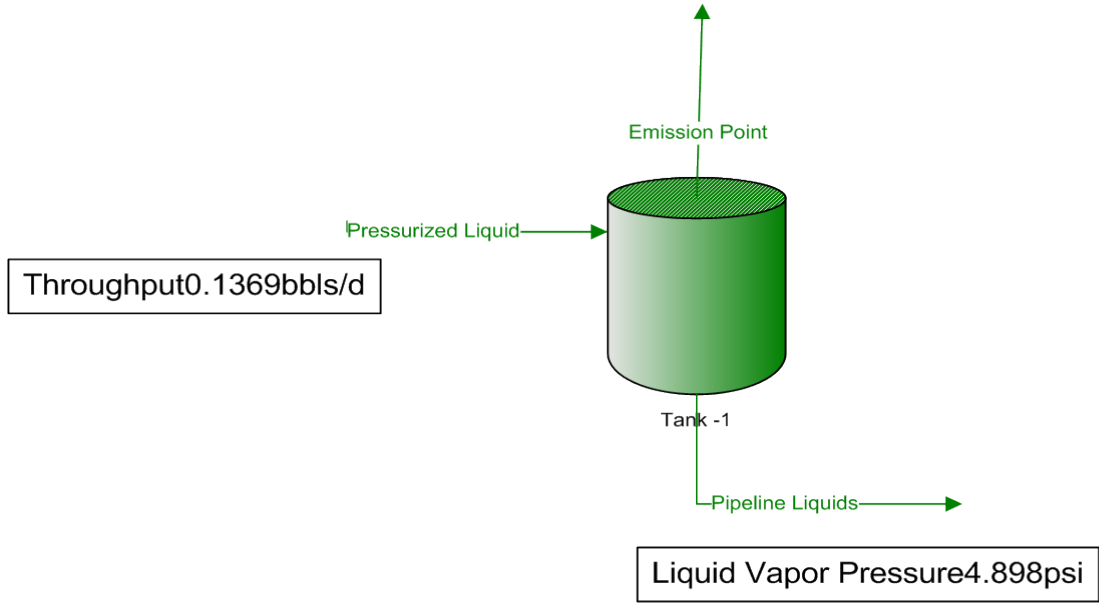 Emission Point
Pressurized Liquid
Throughput0.1369bbls/d
Tank -1
Pipeline Liquids
Liquid Vapor Pressure4.898psi